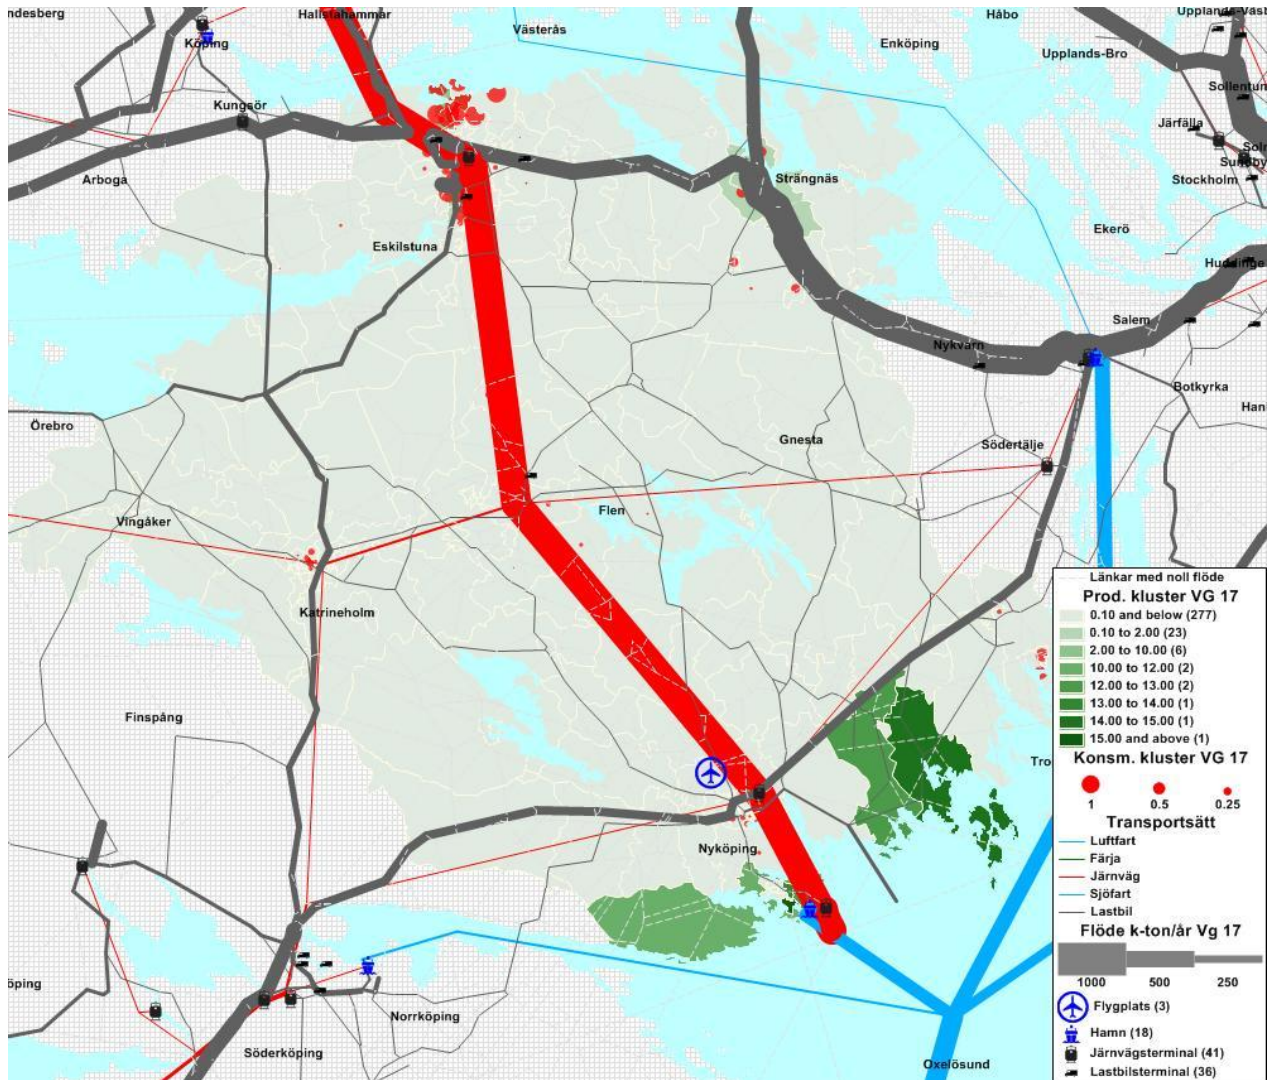 ndesberg
Hallstahammar
Västerås
Håbo
Köping
Enköping
Upplands-Bro
Kungsör
Sollentun
Järfälla
Arboga
Strängnäs
Stockholm
Eskilstuna
Ekerö
Huddinge
Salem
Nykvarn
Botkyrka
Han
Örebro
Gnesta
Södertälje
Vingåker
Flen
Katrineholm
Finspång
Tro
Nyköping
öping
Norrköping
Söderköping
Oxelösund
Länkar med noll flöde
Prod. kluster VG 17
0.10 and below (277)
0.10 to 2.00 (23)
2.00 to 10.00 (6)
10.00 to 12.00 (2)
12.00 to 13.00 (2)
13.00 to 14.00 (1)
14.00 to 15.00 (1)
15.00 and above (1)
Konsm. kluster VG 17
1 0.5 0.25
Transportsätt
Luftfart
Färja
Järnväg
Sjöfart
Lastbil
Flöde k-ton/år Vg 17
1000 500 250
Flygplats (3)
Hamn (18)
Järnvägsterminal (41)
Lastbilsterminal (36)